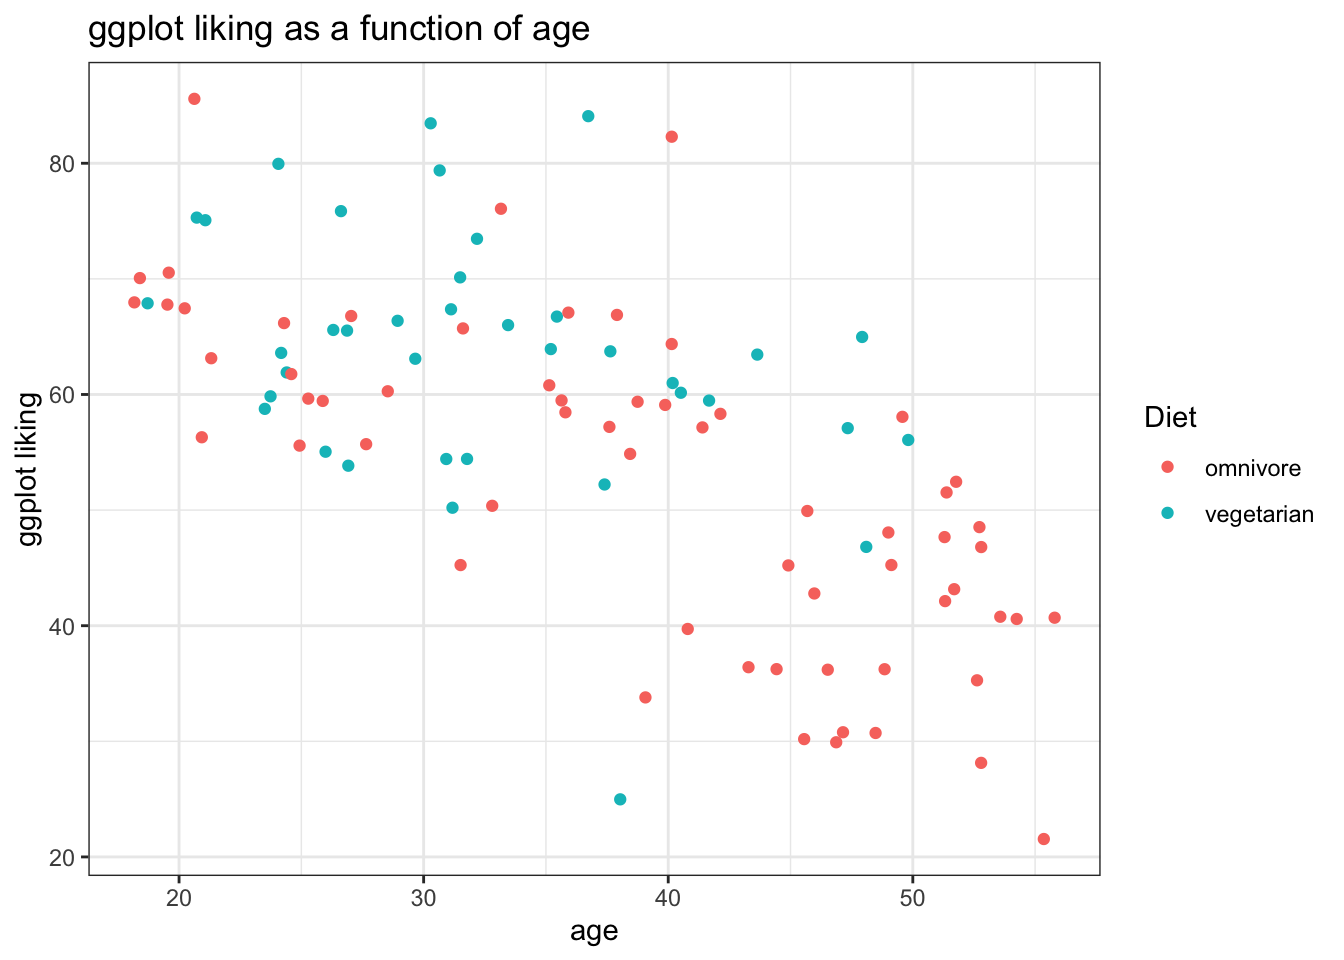 ggplot liking as a function of age
80
60
40
20
ggplot liking
20 30 40 50
age
Diet
omnivore
vegetarian